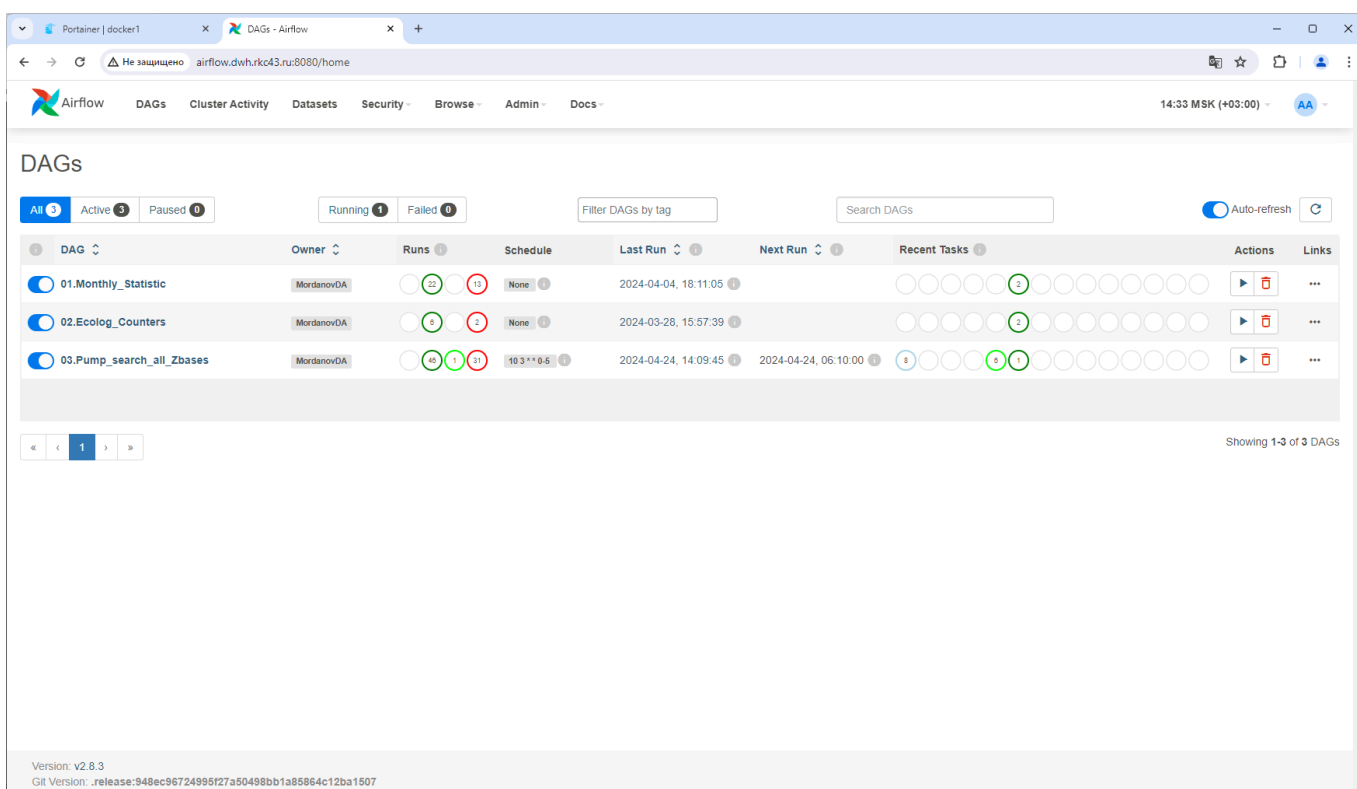 Portainer | docker1
DAGs - Airflow
Не защищено airflow.dwh.rkc43.ru:8080/home
Airflow DAGs Cluster Activity Datasets Security Browse Admin Docs 14:33 MSK (+03:00) AA
DAGs
All 3 Active 3 Paused 0 Running 1 Failed 0 Filter DAGs by tag Search DAGs Auto-refresh
DAG Owner Runs Schedule Last Run Next Run Recent Tasks Actions Links
01.Monthly_Statistic MordanovDA 22 13 None 2024-04-04, 18:11:05 2
02.Ecolog_Counters MordanovDA 6 2 None 2024-03-28, 15:57:39 2
03.Pump_search_all_Zbases MordanovDA 46 1 31 10 3 * * 0-5 2024-04-24, 14:09:45 2024-04-24, 06:10:00 8 6 1
« ‹ 1 › » Showing 1-3 of 3 DAGs
Version: v2.8.3
Git Version: .release:948ec96724995f27a50498bb1a85864c12ba1507